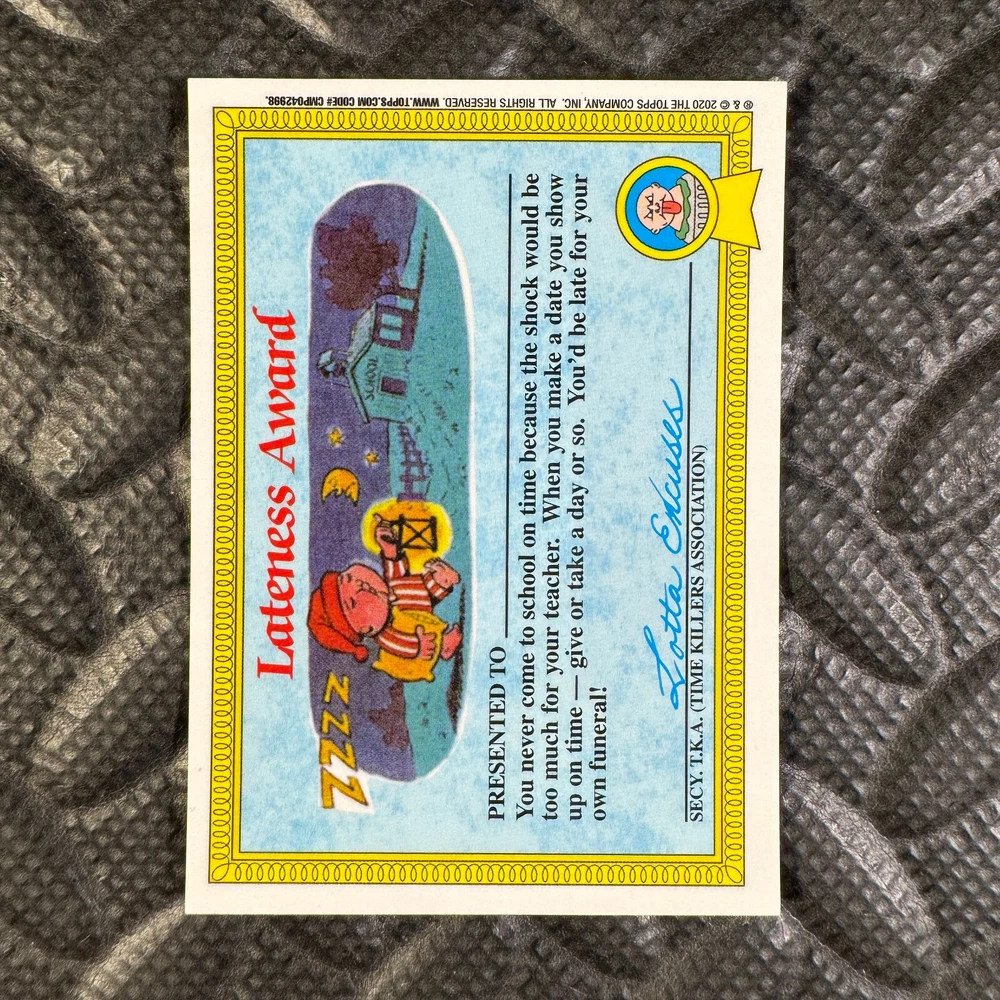 Lateness Award
ZZZZ
SCHOOL
PRESENTED TO
You never come to school on time because the shock would be
too much for your teacher. When you make a date you show
up on time — give or take a day or so. You'd be late for your
own funeral!
Lotta Excuses
SECY. T.K.A. (TIME KILLERS ASSOCIATION)
® & © 2020 THE TOPPS COMPANY, INC. ALL RIGHTS RESERVED. WWW.TOPPS.COM CODE# CMP042998.